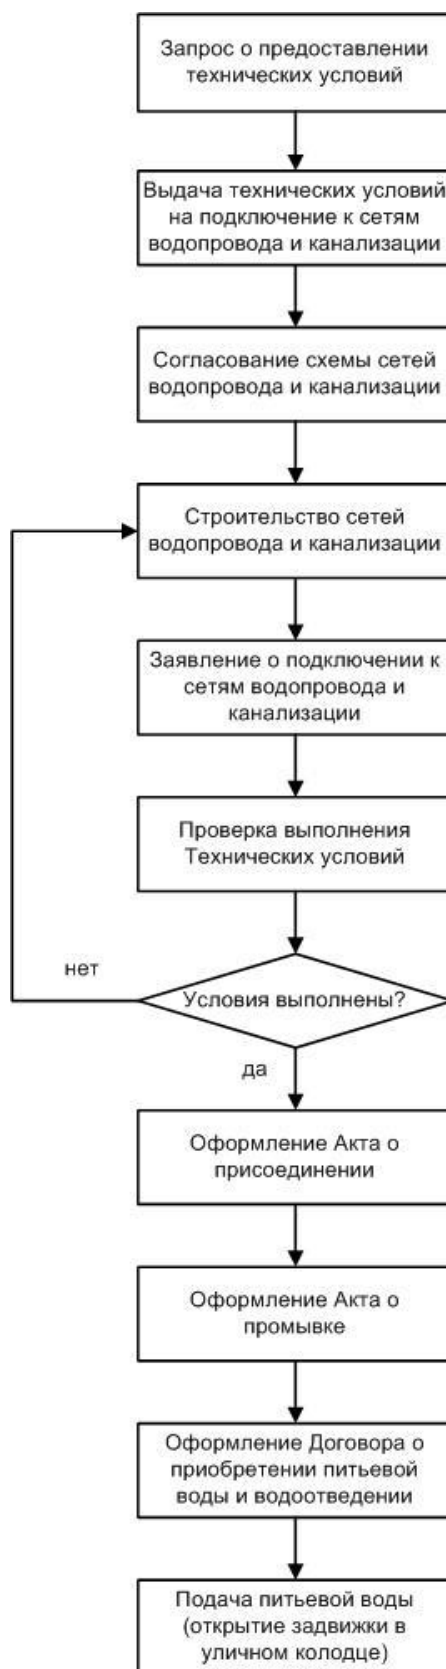 Запрос о предоставлении
технических условий
Выдача технических условий
на подключение к сетям
водопровода и канализации
Согласование схемы сетей
водопровода и канализации
Строительство сетей
водопровода и канализации
Заявление о подключении к
сетям водопровода и
канализации
Проверка выполнения
Технических условий
нет
Условия выполнены?
да
Оформление Акта о
присоединении
Оформление Акта о
промывке
Оформление Договора о
приобретении питьевой
воды и водоотведении
Подача питьевой воды
(открытие задвижки в
уличном колодце)